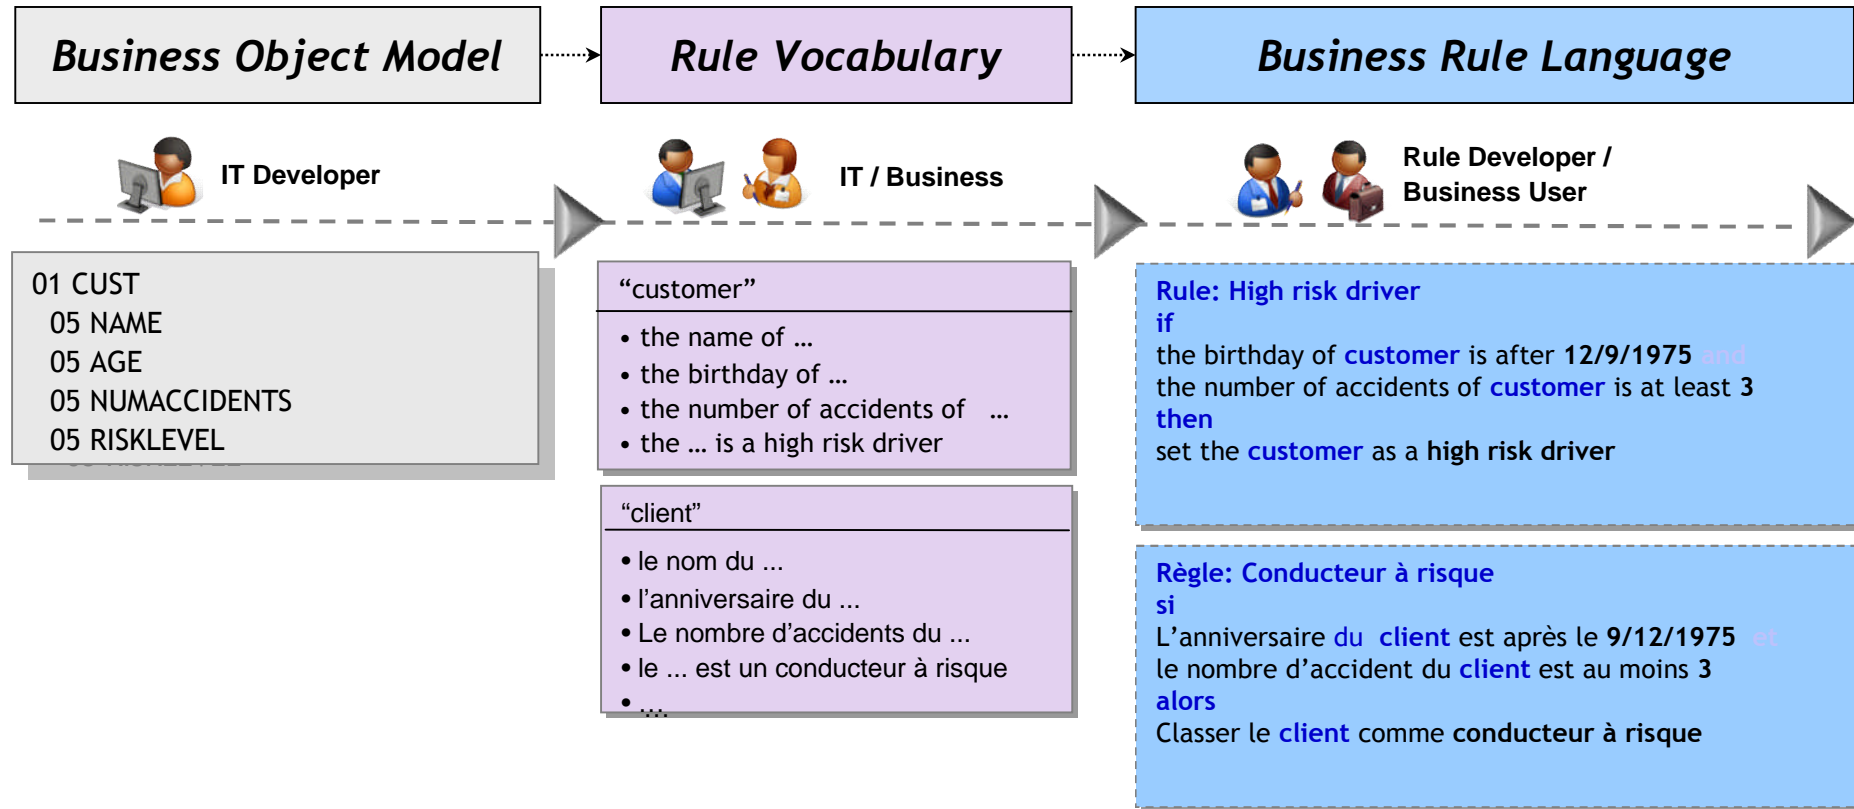 Business Object Model
Rule Vocabulary
Business Rule Language
IT Developer
IT / Business
Rule Developer /
Business User
01 CUST
05 NAME
05 AGE
05 NUMACCIDENTS
05 RISKLEVEL
“customer”
• the name of ...
• the birthday of ...
• the number of accidents of ...
• the ... is a high risk driver
“client”
• le nom du ...
• l’anniversaire du ...
• Le nombre d’accidents du ...
• le ... est un conducteur à risque
• ....
Rule: High risk driver
if
the birthday of customer is after 12/9/1975 and
the number of accidents of customer is at least 3
then
set the customer as a high risk driver
Règle: Conducteur à risque
si
L’anniversaire du client est après le 9/12/1975 et
le nombre d’accident du client est au moins 3
alors
Classer le client comme conducteur à risque